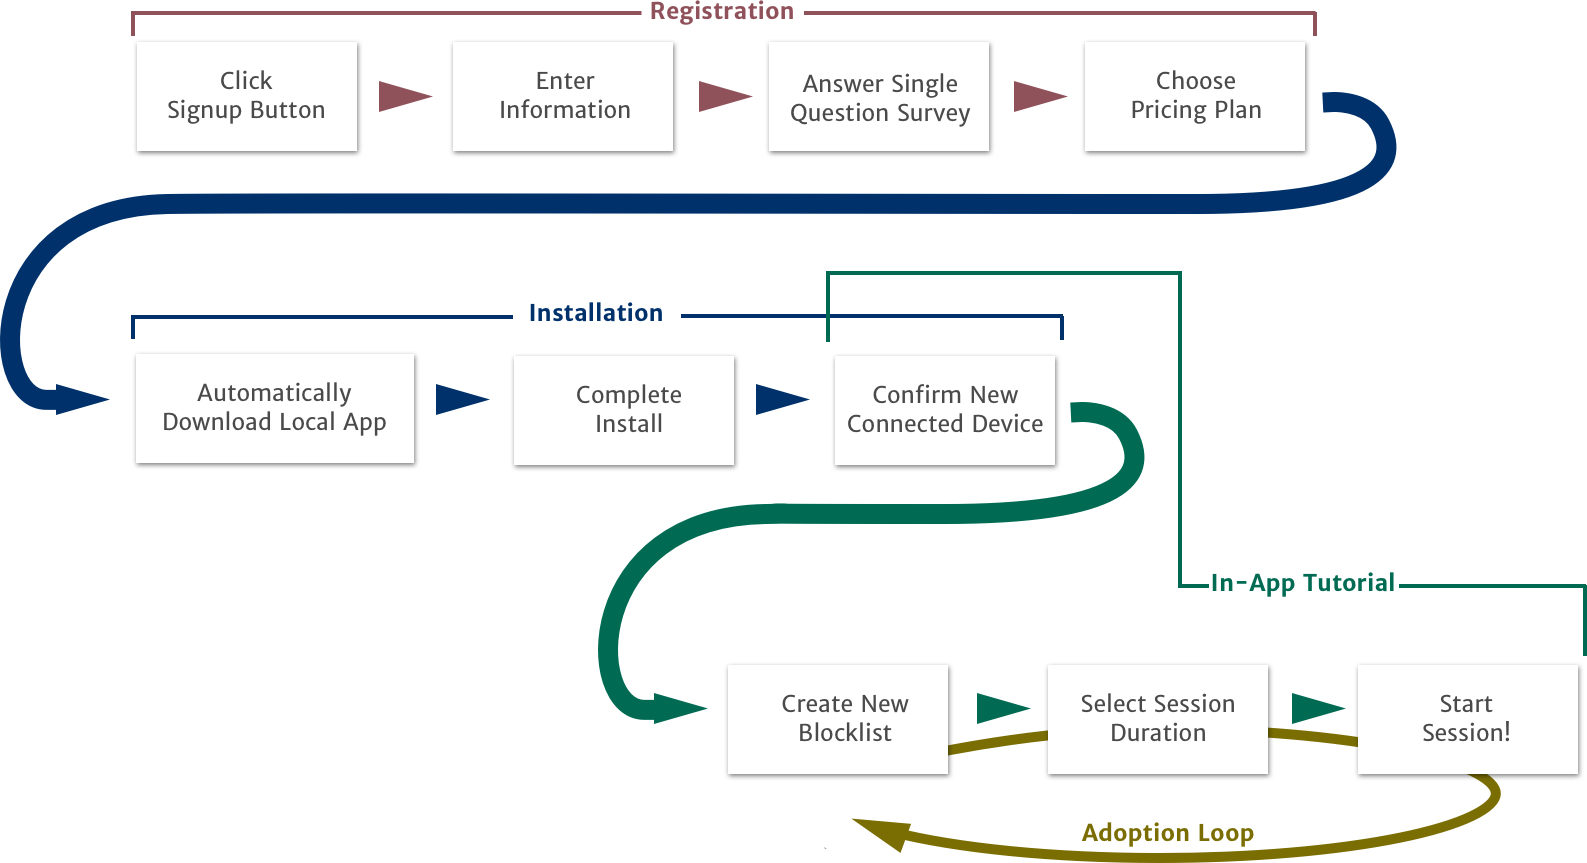 Registration
Click
Signup Button
Enter
Information
Answer Single
Question Survey
Choose
Pricing Plan
Installation
Automatically
Download Local App
Complete
Install
Confirm New
Connected Device
In-App Tutorial
Create New
Blocklist
Select Session
Duration
Start
Session!
Adoption Loop